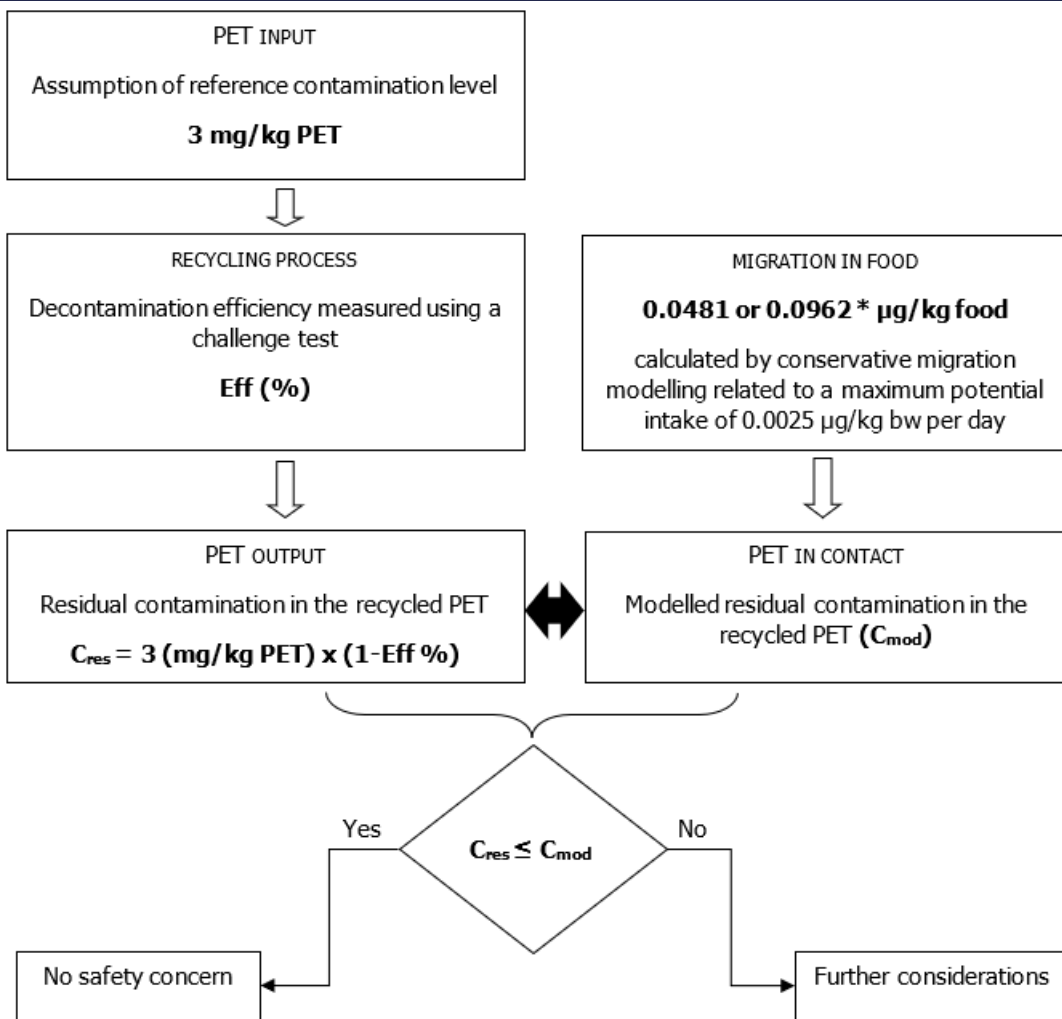 PET INPUT
Assumption of reference contamination level
3 mg/kg PET
RECYCLING PROCESS
Decontamination efficiency measured using a
challenge test
Eff (%)
MIGRATION IN FOOD
0.0481 or 0.0962 * µg/kg food
calculated by conservative migration
modelling related to a maximum potential
intake of 0.0025 µg/kg bw per day
PET OUTPUT
Residual contamination in the recycled PET
Cres = 3 (mg/kg PET) x (1-Eff %)
PET IN CONTACT
Modelled residual contamination in the
recycled PET (Cmod)
Yes
No
Cres ≤ Cmod
No safety concern
Further considerations